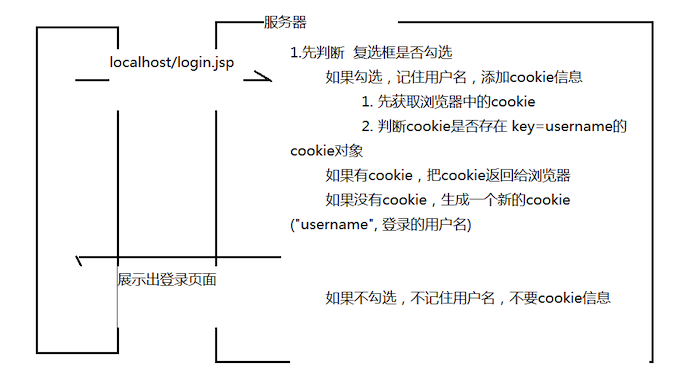 服务器
localhost/login.jsp
1.先判断 复选框是否勾选
如果勾选，记住用户名，添加cookie信息
1. 先获取浏览器中的cookie
2. 判断cookie是否存在 key=username的
cookie对象
如果有cookie，把cookie返回给浏览器
如果没有cookie，生成一个新的cookie
("username", 登录的用户名)
展示出登录页面
如果不勾选，不记住用户名，不要cookie信息